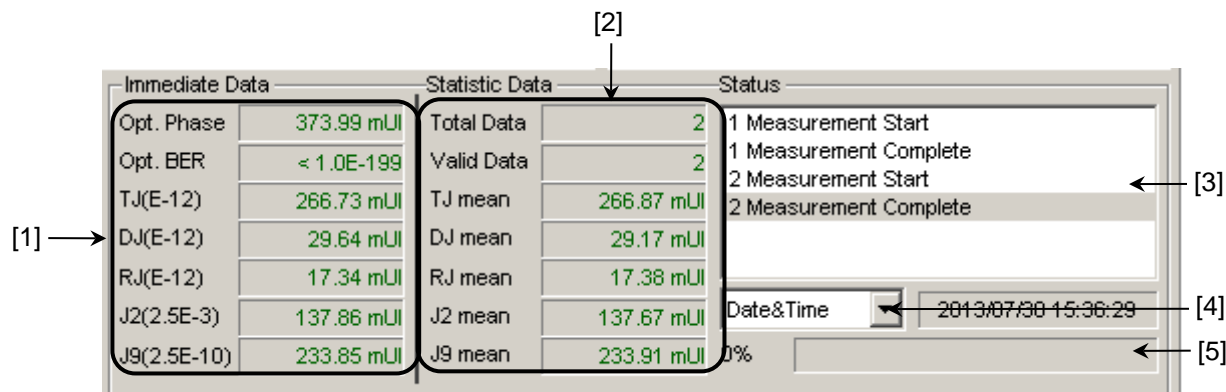 [2]
Immediate Data Statistic Data Status
Opt. Phase 373.99 mUI Total Data 2 1 Measurement Start
Opt. BER < 1.0E-199 Valid Data 2 1 Measurement Complete
2 Measurement Start
[3]
TJ(E-12) 266.73 mUI TJ mean 266.87 mUI 2 Measurement Complete
[1]
DJ(E-12) 29.64 mUI DJ mean 29.17 mUI
RJ(E-12) 17.34 mUI RJ mean 17.38 mUI
J2(2.5E-3) 137.86 mUI J2 mean 137.67 mUI Date&Time 2013/07/30 15:36:29 [4]
J9(2.5E-10) 233.85 mUI J9 mean 233.91 mUI 0% [5]